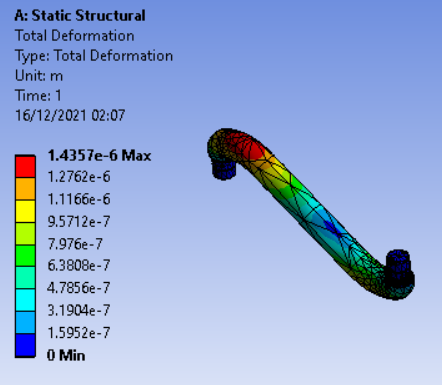 A: Static Structural
Total Deformation
Type: Total Deformation
Unit: m
Time: 1
16/12/2021 02:07
1.4357e-6 Max
1.2762e-6
1.1166e-6
9.5712e-7
7.976e-7
6.3808e-7
4.7856e-7
3.1904e-7
1.5952e-7
0 Min